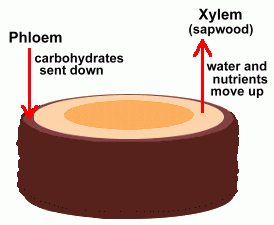 Phloem
carbohydrates
sent down
Xylem
(sapwood)
water and
nutrients
move up